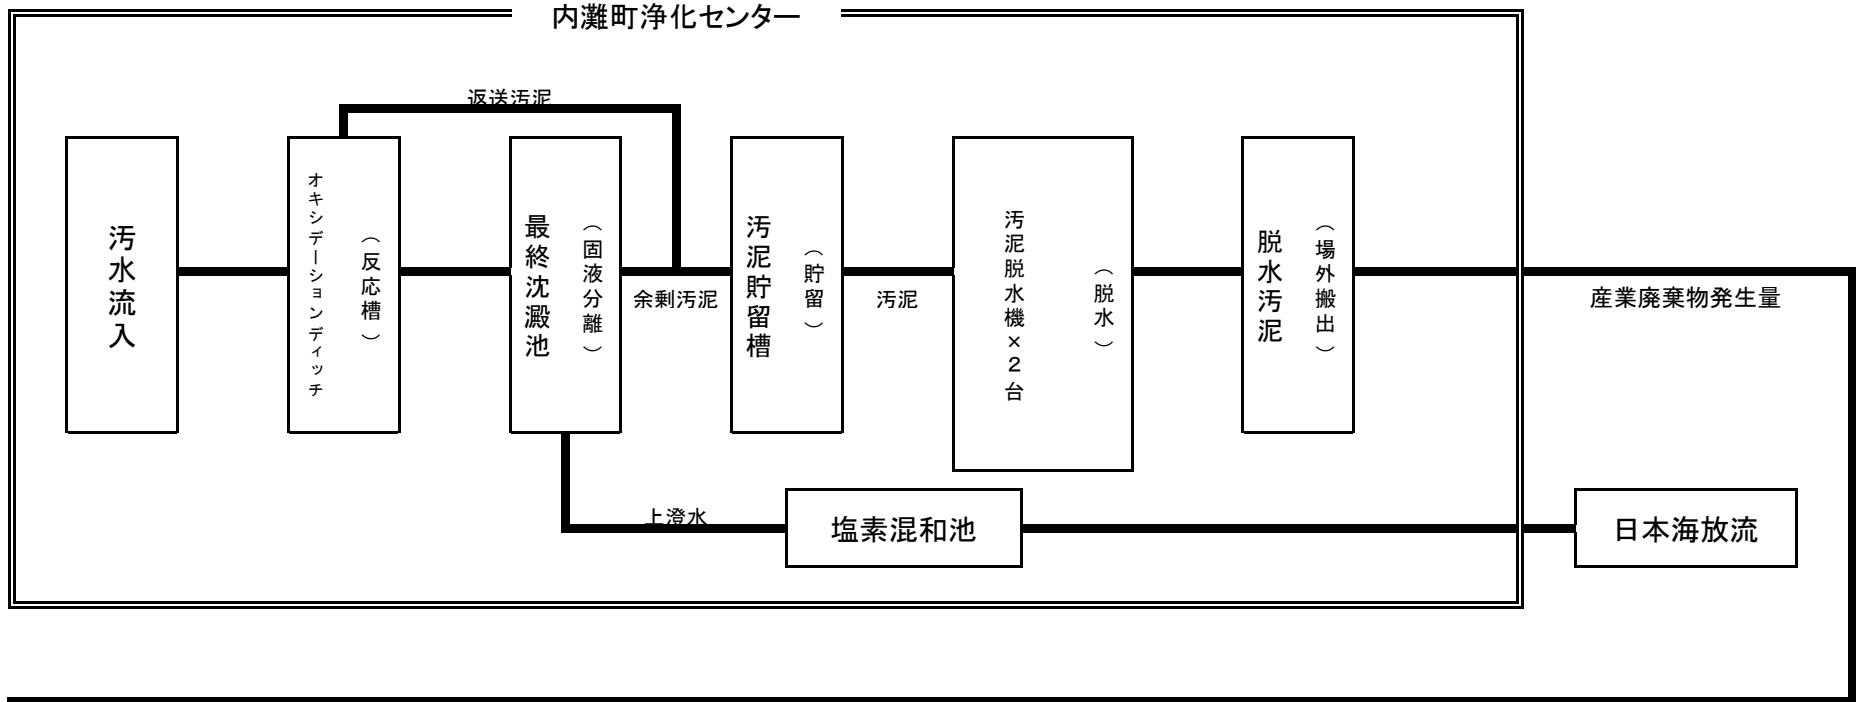 内灘町浄化センター
返送汚泥
汚水流入
オキシデーションディッチ
（反応槽）
最終沈澱池
（固液分離）
余剰汚泥
汚泥貯留槽
（貯留）
汚泥
汚泥脱水機×２台
（脱水）
脱水汚泥
（場外搬出）
産業廃棄物発生量
上澄水
塩素混和池
日本海放流